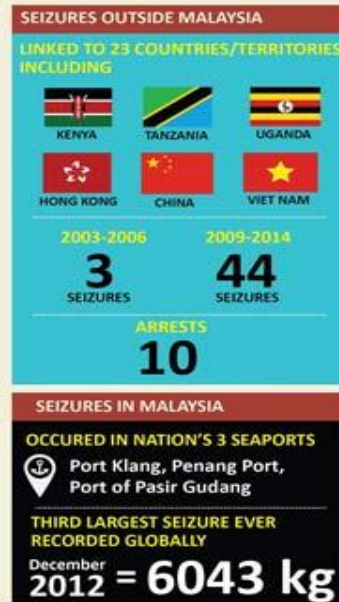 SEIZURES OUTSIDE MALAYSIA
LINKED TO 23 COUNTRIES/TERRITORIES
INCLUDING
KENYA
TANZANIA
UGANDA
HONG KONG
CHINA
VIET NAM
2003-2006
3
SEIZURES
2009-2014
44
SEIZURES
ARRESTS
10
SEIZURES IN MALAYSIA
OCCURED IN NATION'S 3 SEAPORTS
Port Klang, Penang Port,
Port of Pasir Gudang
THIRD LARGEST SEIZURE EVER
RECORDED GLOBALLY
December
2012 = 6043 kg